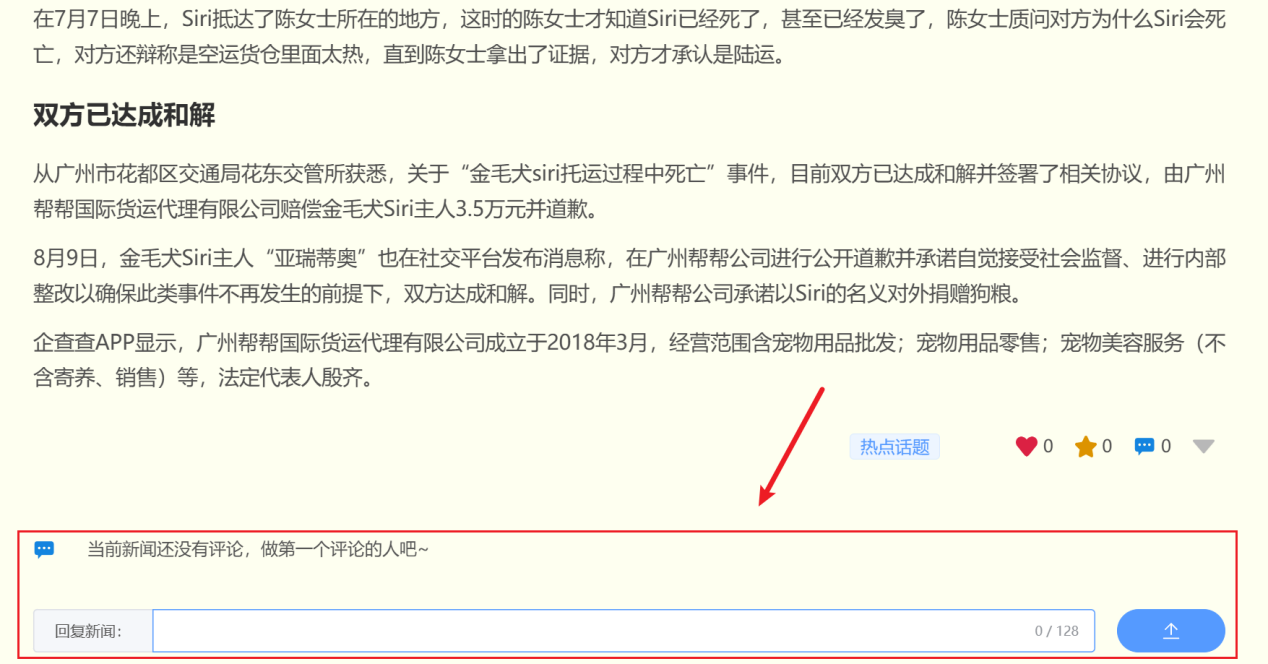 在7月7日晚上，Siri抵达了陈女士所在的地方，这时的陈女士才知道Siri已经死了，甚至已经发臭了，陈女士质问对方为什么Siri会死
亡，对方还辩称是空运货仓里面太热，直到陈女士拿出了证据，对方才承认是陆运。
双方已达成和解
从广州市花都区交通局花东交管所获悉，关于“金毛犬siri托运过程中死亡”事件，目前双方已达成和解并签署了相关协议，由广州
帮帮国际货运代理有限公司赔偿金毛犬Siri主人3.5万元并道歉。
8月9日，金毛犬Siri主人“亚瑞蒂奥”也在社交平台发布消息称，在广州帮帮公司进行公开道歉并承诺自觉接受社会监督、进行内部
整改以确保此类事件不再发生的前提下，双方达成和解。同时，广州帮帮公司承诺以Siri的名义对外捐赠狗粮。
企查查APP显示，广州帮帮国际货运代理有限公司成立于2018年3月，经营范围含宠物用品批发；宠物用品零售；宠物美容服务（不
含寄养、销售）等，法定代表人殷齐。
热点话题 0 0 0
当前新闻还没有评论，做第一个评论的人吧~
回复新闻： 0 / 128